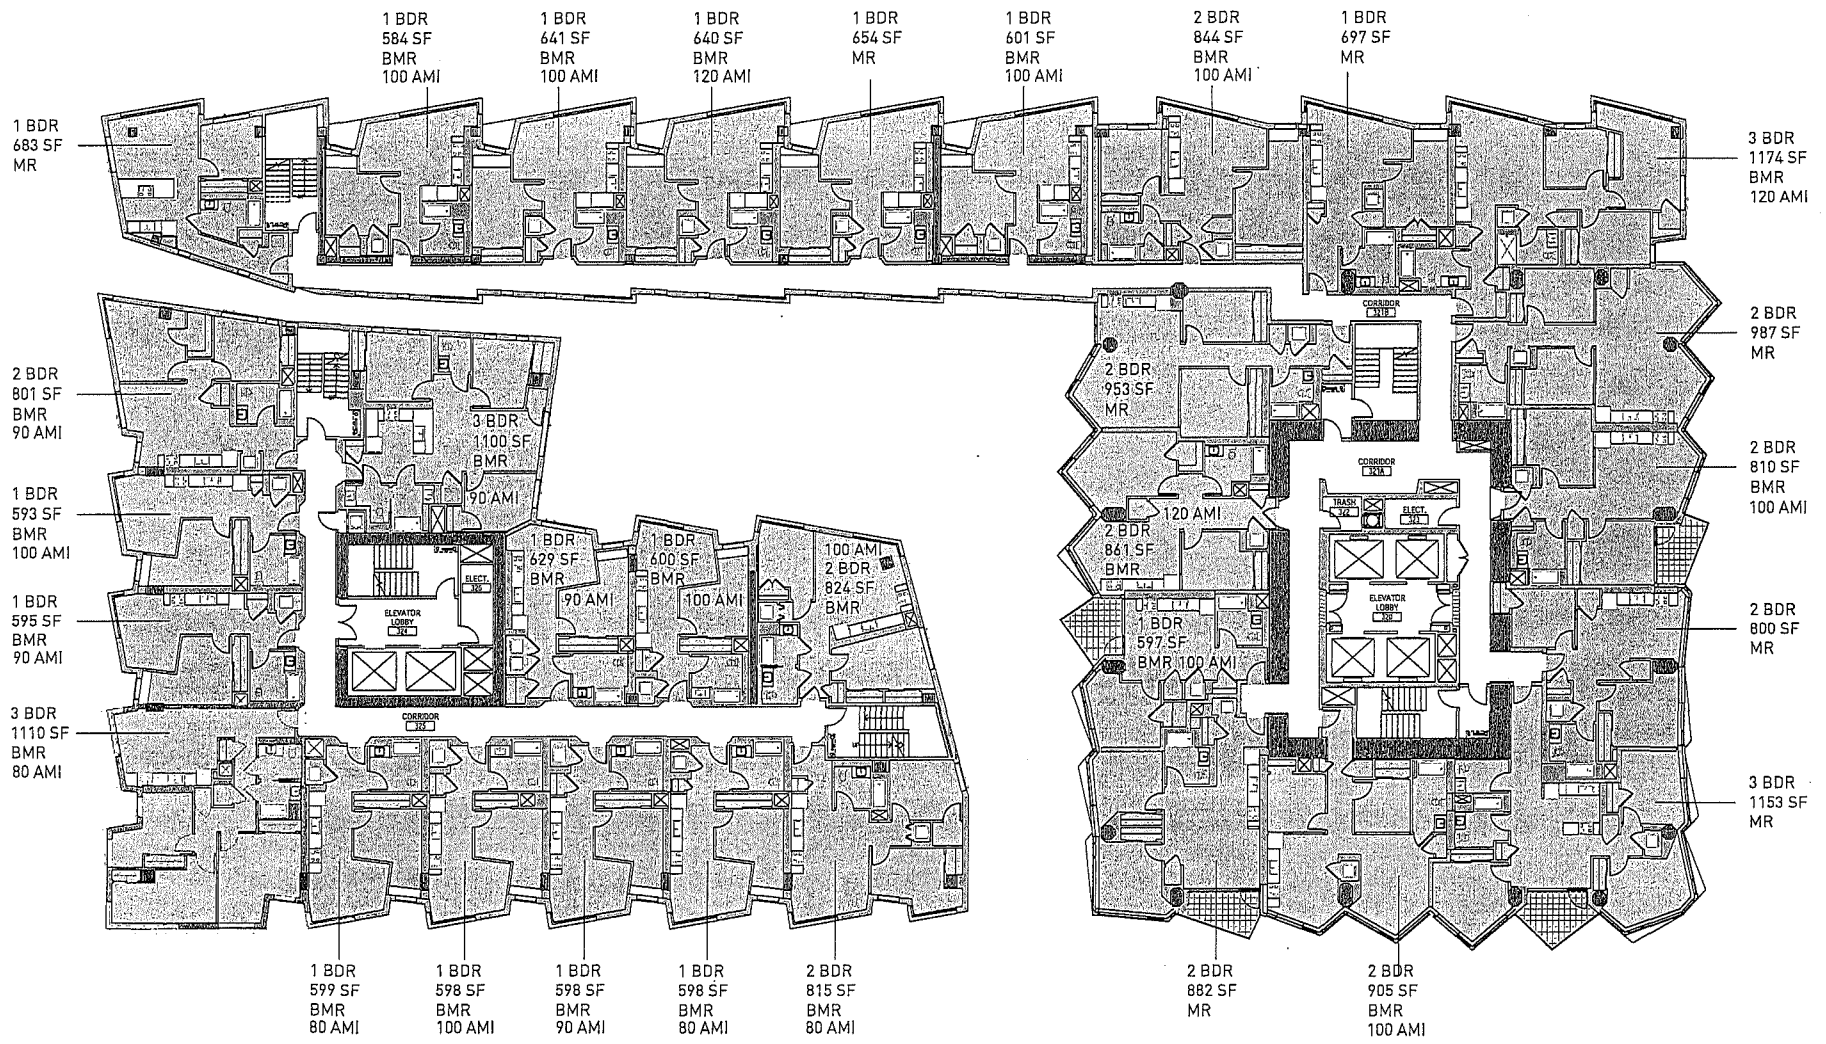 1 BDR
584 SF
BMR
100 AMI
1 BDR
641 SF
BMR
100 AMI
1 BDR
640 SF
BMR
120 AMI
1 BDR
654 SF
MR
1 BDR
601 SF
BMR
100 AMI
2 BDR
844 SF
BMR
100 AMI
1 BDR
697 SF
MR
1 BDR
683 SF
MR
3 BDR
1174 SF
BMR
120 AMI
CORRIDOR
321B
2 BDR
987 SF
MR
2 BDR
953 SF
MR
2 BDR
801 SF
BMR
90 AMI
3 BDR
1100 SF
BMR
90 AMI
CORRIDOR
321A
2 BDR
810 SF
BMR
100 AMI
1 BDR
593 SF
BMR
100 AMI
120 AMI
2 BDR
861 SF
BMR
TRASH
322
ELECT.
323
1 BDR
629 SF
BMR
90 AMI
1 BDR
600 SF
BMR
100 AMI
100 AMI
2 BDR
824 SF
BMR
ELECT.
326
ELEVATOR
LOBBY
324
ELEVATOR
LOBBY
320
1 BDR
595 SF
BMR
90 AMI
1 BDR
597 SF
BMR 100 AMI
2 BDR
800 SF
MR
3 BDR
1110 SF
BMR
80 AMI
CORRIDOR
325
3 BDR
1153 SF
MR
1 BDR
599 SF
BMR
80 AMI
1 BDR
598 SF
BMR
100 AMI
1 BDR
598 SF
BMR
90 AMI
1 BDR
598 SF
BMR
80 AMI
2 BDR
815 SF
BMR
80 AMI
2 BDR
882 SF
MR
2 BDR
905 SF
BMR
100 AMI